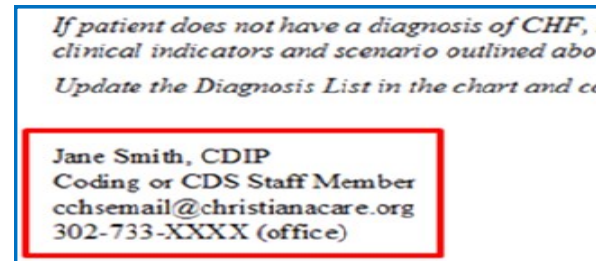 If patient does not have a diagnosis of CHF,
clinical indicators and scenario outlined
Update the Diagnosis List in the chart and
Jane Smith, CDIP
Coding or CDS Staff Member
cchsemail@christianacare.org
302-733-XXXX (office)